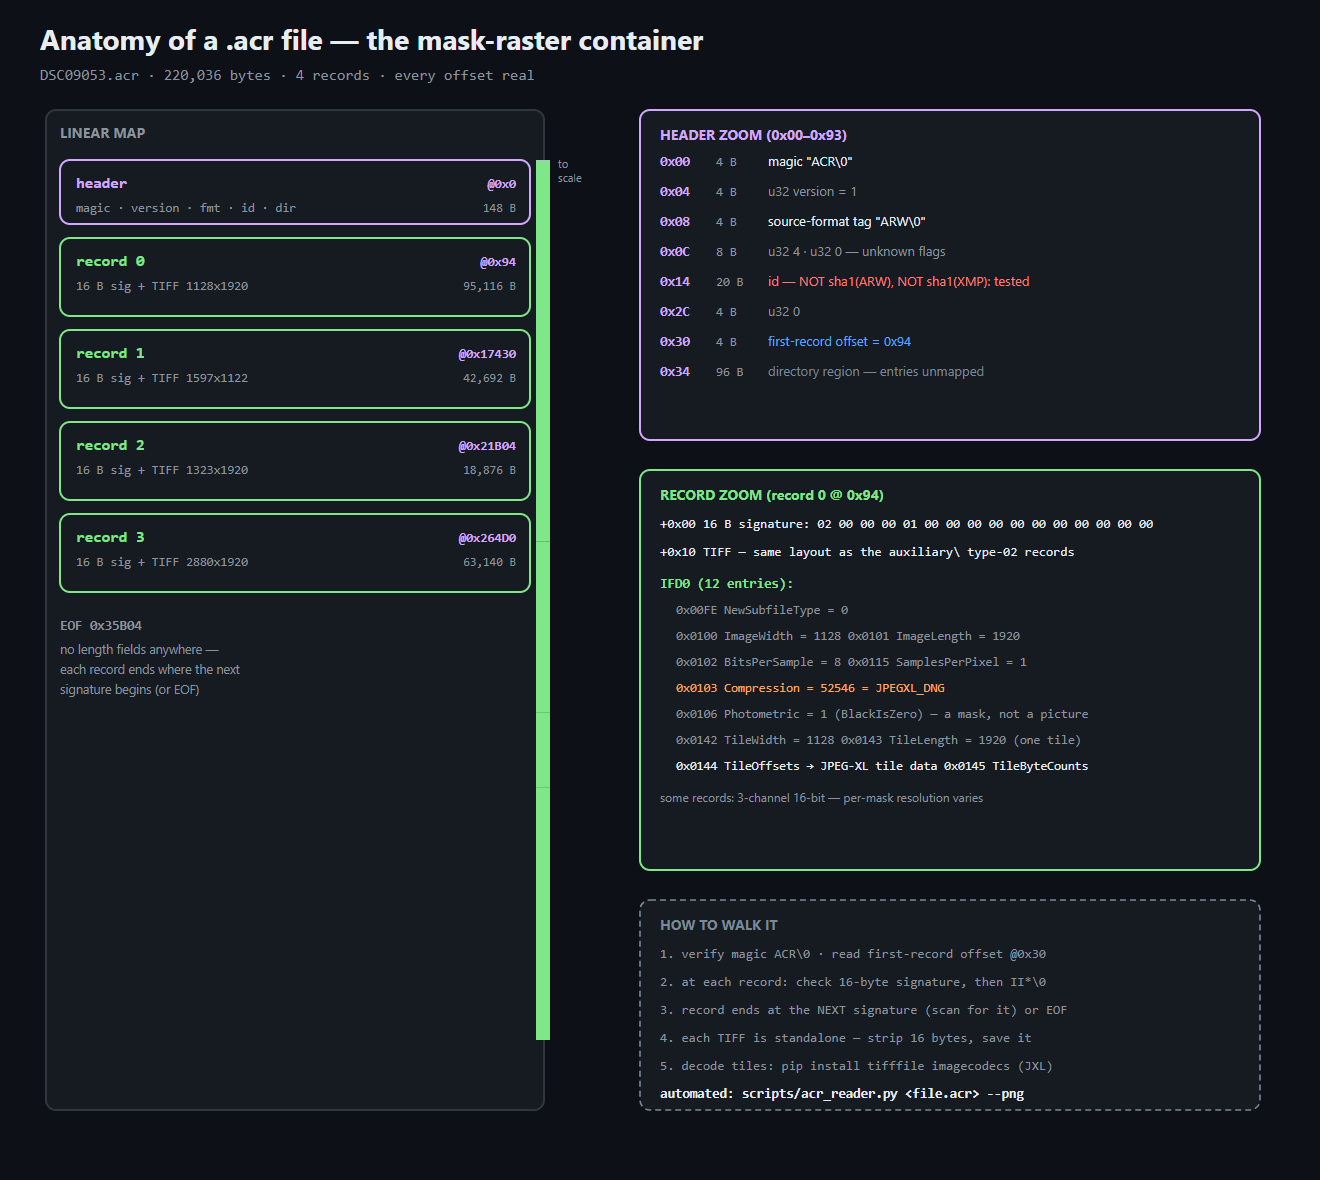 Anatomy of a .acr file — the mask-raster container
DSC09053.acr · 220,036 bytes · 4 records · every offset real
LINEAR MAP
to
scale
header @0x0
magic · version · fmt · id · dir 148 B
record 0 @0x94
16 B sig + TIFF 1128x1920 95,116 B
record 1 @0x17430
16 B sig + TIFF 1597x1122 42,692 B
record 2 @0x21B04
16 B sig + TIFF 1323x1920 18,876 B
record 3 @0x264D0
16 B sig + TIFF 2880x1920 63,140 B
EOF 0x35B04
no length fields anywhere —
each record ends where the next
signature begins (or EOF)
HEADER ZOOM (0x00–0x93)
0x00 4 B magic "ACR\0"
0x04 4 B u32 version = 1
0x08 4 B source-format tag "ARW\0"
0x0C 8 B u32 4 · u32 0 — unknown flags
0x14 20 B id — NOT sha1(ARW), NOT sha1(XMP): tested
0x2C 4 B u32 0
0x30 4 B first-record offset = 0x94
0x34 96 B directory region — entries unmapped
RECORD ZOOM (record 0 @ 0x94)
+0x00 16 B signature: 02 00 00 00 01 00 00 00 00 00 00 00 00 00 00 00
+0x10 TIFF — same layout as the auxiliary\ type-02 records
IFD0 (12 entries):
0x00FE NewSubfileType = 0
0x0100 ImageWidth = 1128 0x0101 ImageLength = 1920
0x0102 BitsPerSample = 8 0x0115 SamplesPerPixel = 1
0x0103 Compression = 52546 = JPEGXL_DNG
0x0106 Photometric = 1 (BlackIsZero) — a mask, not a picture
0x0142 TileWidth = 1128 0x0143 TileLength = 1920 (one tile)
0x0144 TileOffsets → JPEG-XL tile data 0x0145 TileByteCounts
some records: 3-channel 16-bit — per-mask resolution varies
HOW TO WALK IT
1. verify magic ACR\0 · read first-record offset @0x30
2. at each record: check 16-byte signature, then II*\0
3. record ends at the NEXT signature (scan for it) or EOF
4. each TIFF is standalone — strip 16 bytes, save it
5. decode tiles: pip install tifffile imagecodecs (JXL)
automated: scripts/acr_reader.py <file.acr> --png